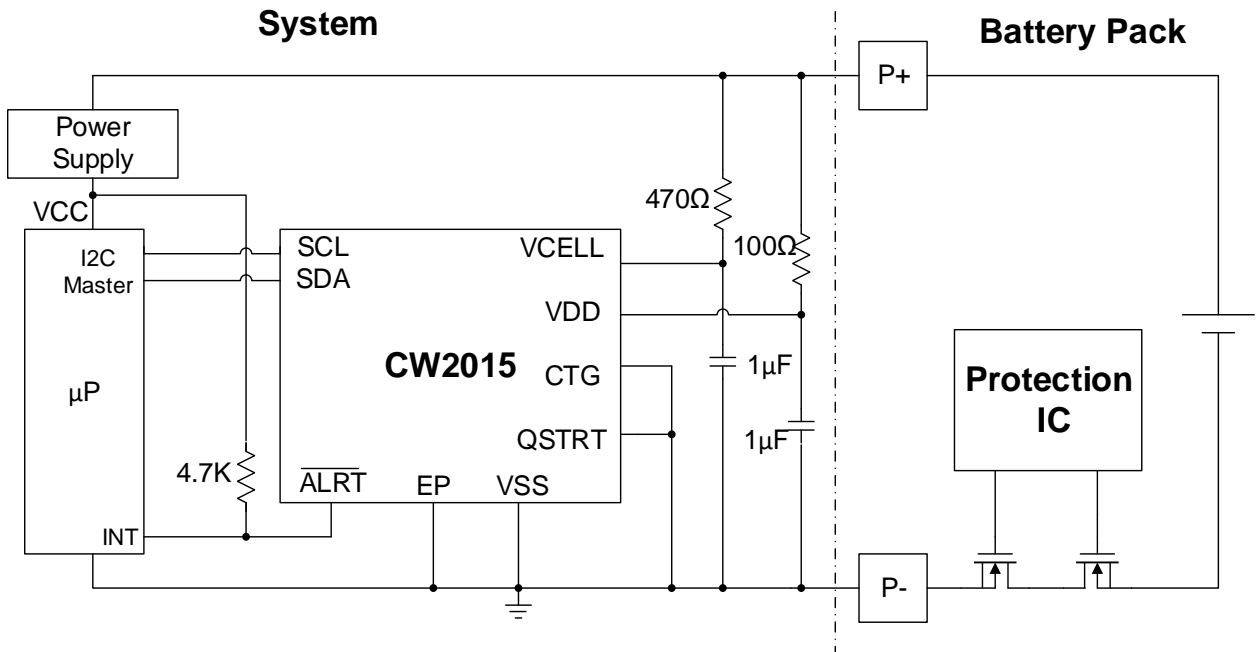 System
Battery Pack
P+
Power
Supply
VCC
470Ω
I2C
Master
SCL
SDA
VCELL
100Ω
VDD
CW2015
1µF
CTG
µP
Protection
IC
1µF
QSTRT
4.7K
ALRT
EP
VSS
INT
P-